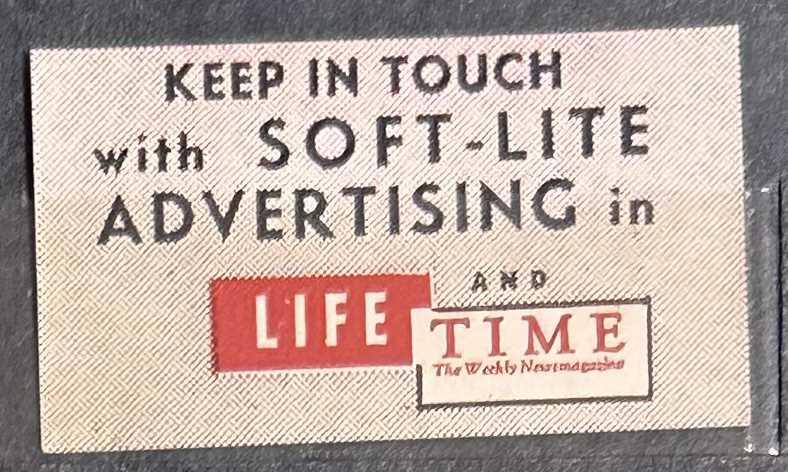 KEEP IN TOUCH
with SOFT-LITE
ADVERTISING in
AND
LIFE
TIME
The Weekly Newsmagazine